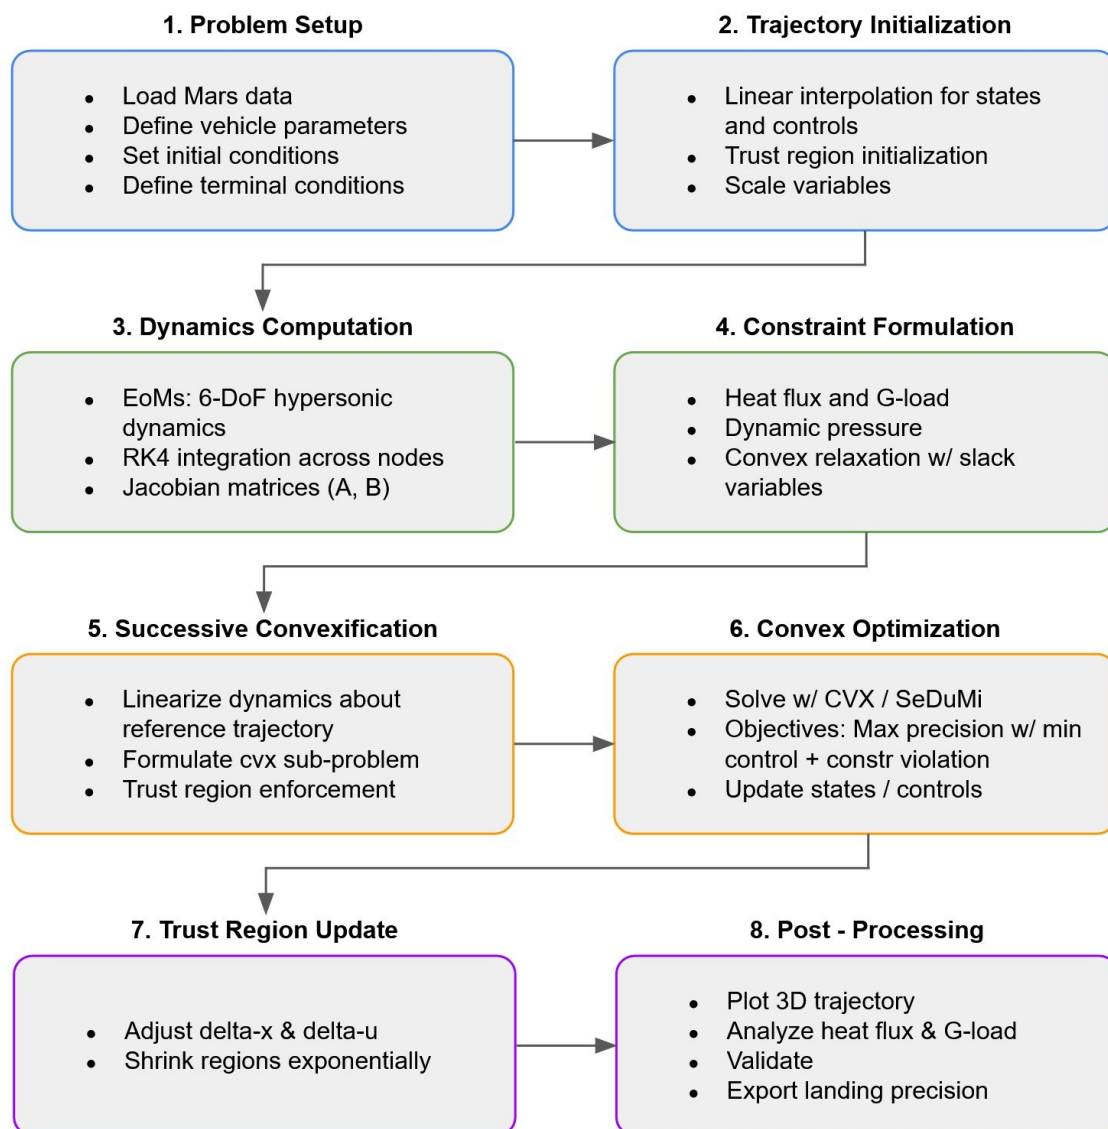 1. Problem Setup
• Load Mars data
• Define vehicle parameters
• Set initial conditions
• Define terminal conditions
2. Trajectory Initialization
• Linear interpolation for states
and controls
• Trust region initialization
• Scale variables
3. Dynamics Computation
• EoMs: 6-DoF hypersonic
dynamics
• RK4 integration across nodes
• Jacobian matrices (A, B)
4. Constraint Formulation
• Heat flux and G-load
• Dynamic pressure
• Convex relaxation w/ slack
variables
5. Successive Convexification
• Linearize dynamics about
reference trajectory
• Formulate cvx sub-problem
• Trust region enforcement
6. Convex Optimization
• Solve w/ CVX / SeDuMi
• Objectives: Max precision w/ min
control + constr violation
• Update states / controls
7. Trust Region Update
• Adjust delta-x & delta-u
• Shrink regions exponentially
8. Post - Processing
• Plot 3D trajectory
• Analyze heat flux & G-load
• Validate
• Export landing precision